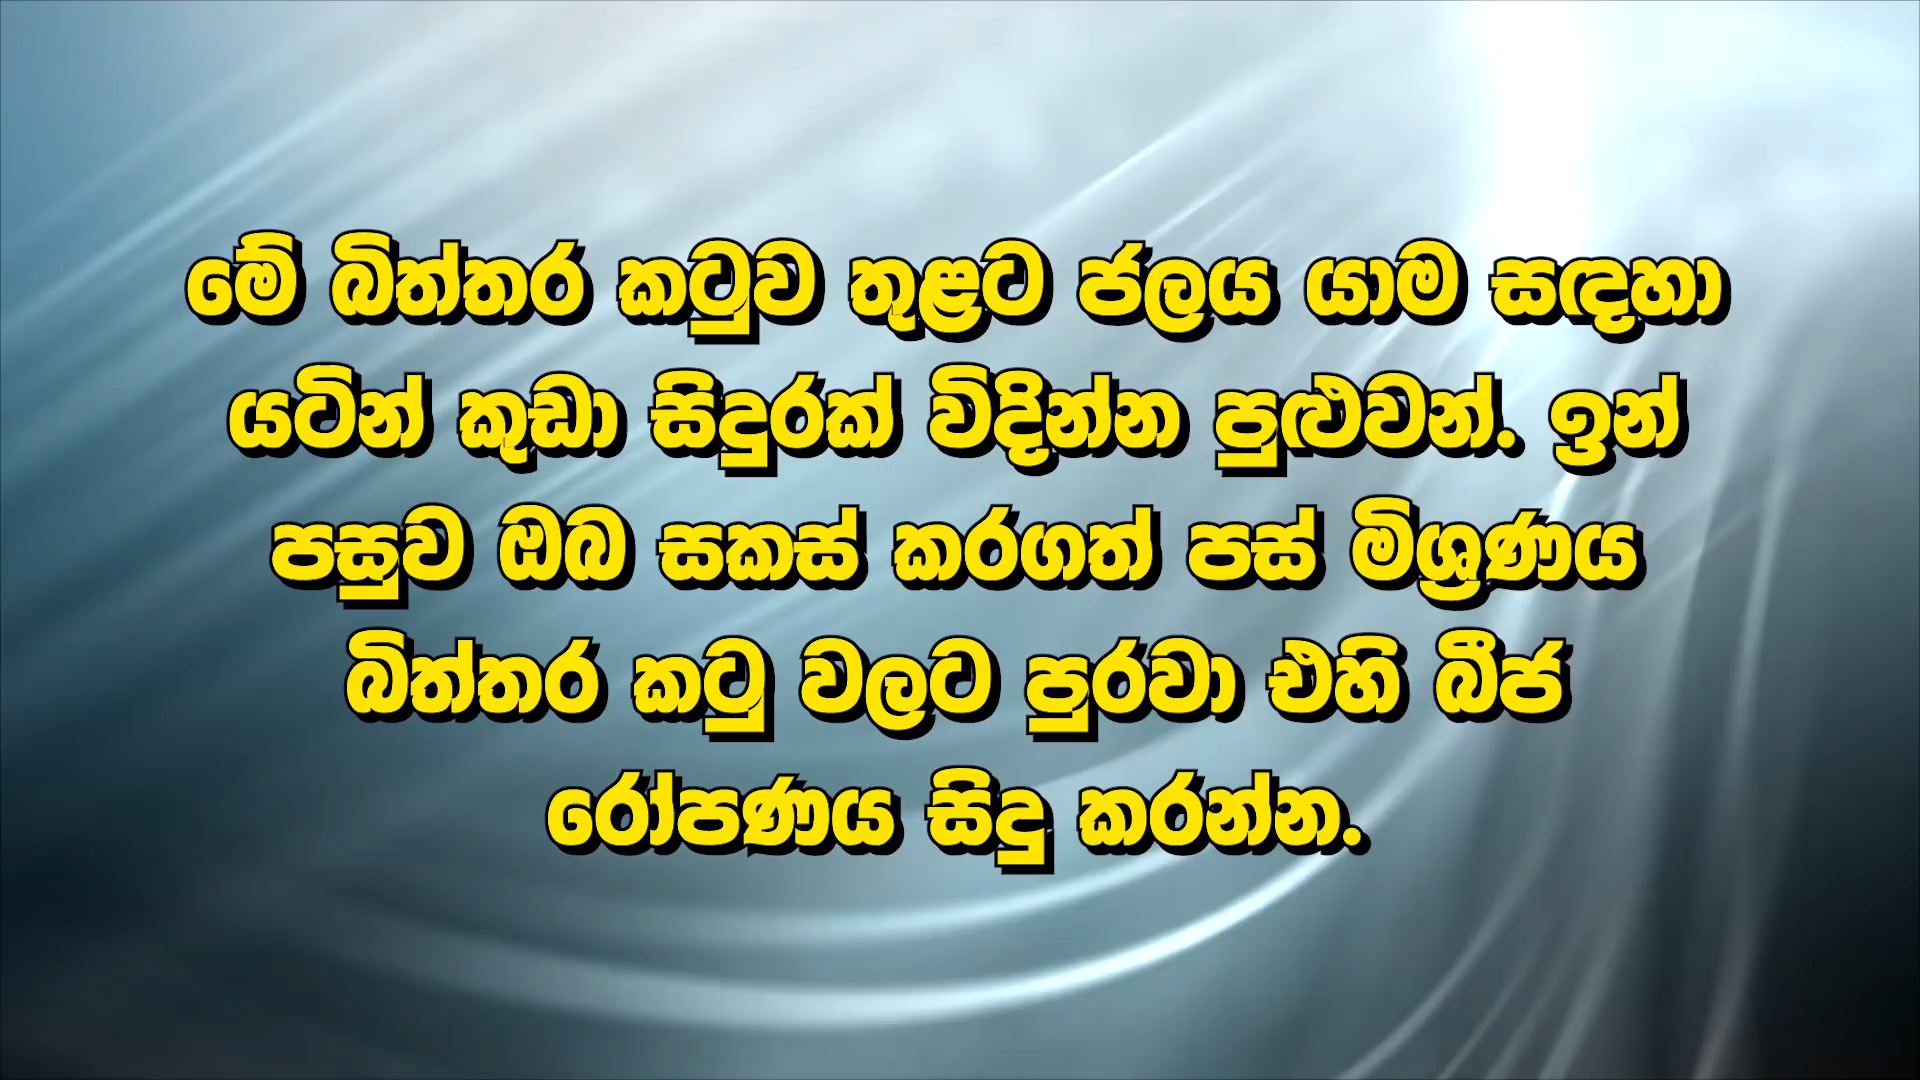 මේ බිත්තර කටුව තුළට ජලය යාම සඳහා
යටින් කුඩා සිදුරක් විදින්න පුළුවන්. ඉන්
පසුව ඔබ සකස් කරගත් පස් මිශ්‍රණය
බිත්තර කටු වලට පුරවා එහි බීජ
රෝපණය සිදු කරන්න.